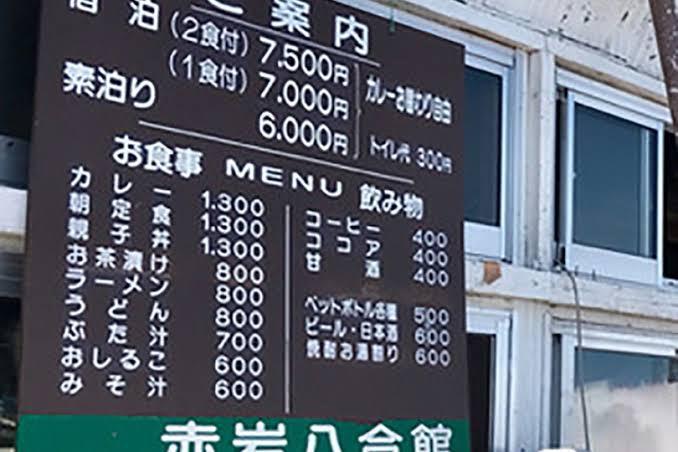 ご案内
宿泊 (2食付) 7,500円
(1食付) 7,000円
素泊り 6,000円
カレーお替わり自由
トイレ代 300円
お食事 MENU 飲み物
カレー 1.300
朝定食 1.300
親子丼 1.300
お茶漬け 800
ラーメン 800
うどん 800
ぶた汁 700
おしるこ 600
みそ汁 600
コーヒー 400
ココア 400
甘酒 400
ペットボトル各種 500
ビール・日本酒 600
焼酎お湯割り 600
赤岩八合館